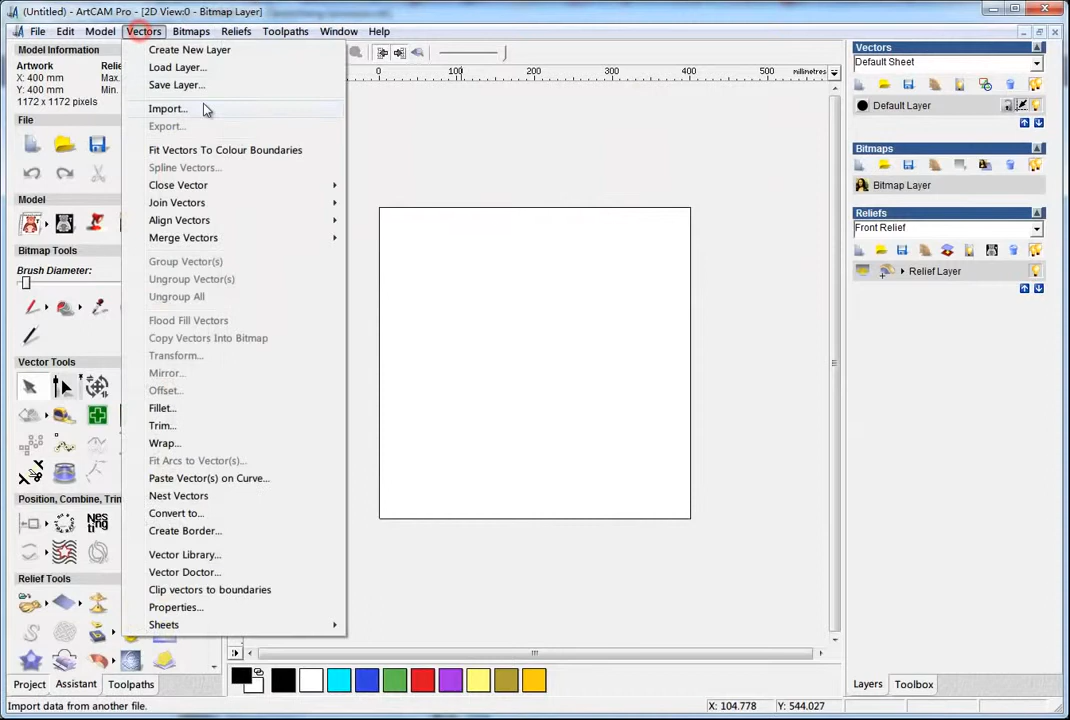 (Untitled) - ArtCAM Pro - [2D View:0 - Bitmap Layer]
File Edit Model Vectors Bitmaps Reliefs Toolpaths Window Help
Model Information
Artwork Relie
X: 400 mm Max.
Y: 400 mm Min.
1172 x 1172 pixels
File
Model
Bitmap Tools
Brush Diameter:
Vector Tools
Position, Combine, Trin
Nes
ting
Relief Tools
Project Assistant Toolpaths
Create New Layer
Load Layer...
Save Layer...
Import...
Export...
Fit Vectors To Colour Boundaries
Spline Vectors...
Close Vector
Join Vectors
Align Vectors
Merge Vectors
Group Vector(s)
Ungroup Vector(s)
Ungroup All
Flood Fill Vectors
Copy Vectors Into Bitmap
Transform...
Mirror...
Offset...
Fillet...
Trim...
Wrap...
Fit Arcs to Vector(s)...
Paste Vector(s) on Curve...
Nest Vectors
Convert to...
Create Border...
Vector Library...
Vector Doctor...
Clip vectors to boundaries
Properties...
Sheets
0 100 200 300 400 500 millimetres
Vectors
Default Sheet
Default Layer
Bitmaps
Bitmap Layer
Reliefs
Front Relief
Relief Layer
Layers Toolbox
Import data from another file.
X: 104.778 Y: 544.027